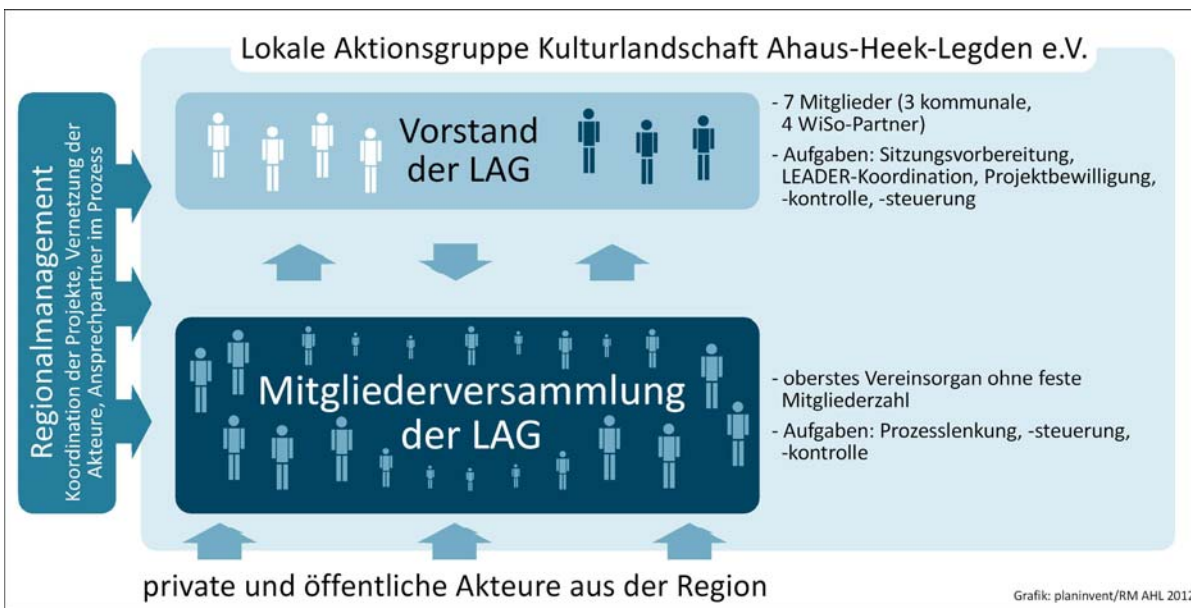 Lokale Aktionsgruppe Kulturlandschaft Ahaus-Heek-Legden e.V.
Regionalmanagement
Koordination der Projekte, Vernetzung der
Akteure, Ansprechpartner im Prozess
Vorstand
der LAG
- 7 Mitglieder (3 kommunale,
4 WiSo-Partner)
- Aufgaben: Sitzungsvorbereitung,
LEADER-Koordination, Projektbewilligung,
-kontrolle, -steuerung
Mitgliederversammlung
der LAG
- oberstes Vereinsorgan ohne feste
Mitgliederzahl
- Aufgaben: Prozesslenkung, -steuerung,
-kontrolle
private und öffentliche Akteure aus der Region
Grafik: planinvent/RM AHL 2012